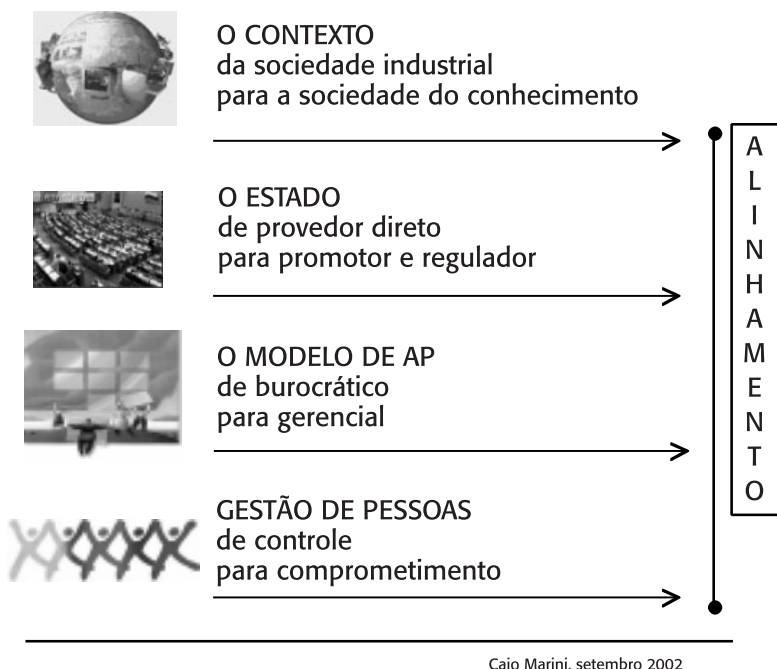 O CONTEXTO
da sociedade industrial
para a sociedade do conhecimento
O ESTADO
de provedor direto
para promotor e regulador
O MODELO DE AP
de burocrático
para gerencial
GESTÃO DE PESSOAS
de controle
para comprometimento
ALINHAMENTO
Caio Marini, setembro 2002